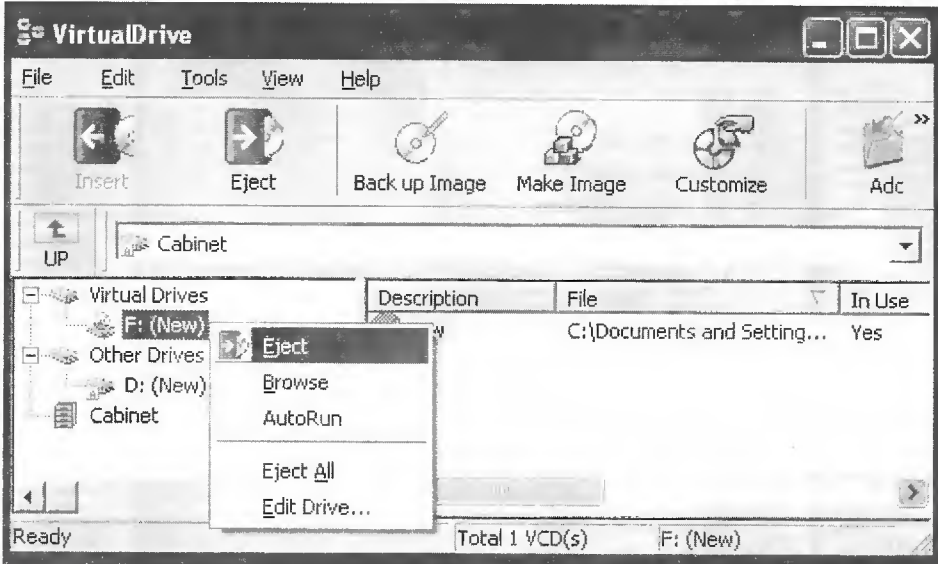 VirtualDrive
File Edit Tools View Help
Insert Eject Back up Image Make Image Customize Adc »
UP Cabinet
Virtual Drives
F: (New)
Other Drives
D: (New)
Cabinet
Description File In Use
C:\Documents and Setting... Yes
Eject
Browse
AutoRun
Eject All
Edit Drive...
Ready Total 1 VCD(s) F: (New)